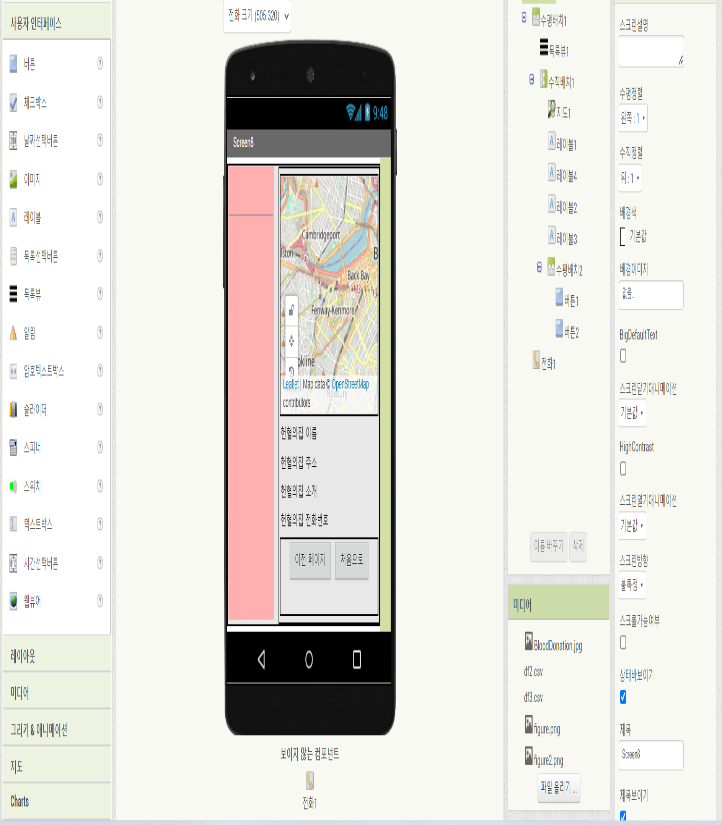 사용자 인터페이스
버튼
체크박스
날짜선택버튼
이미지
레이블
목록선택버튼
목록뷰
알림
암호텍스트박스
슬라이더
스피너
스위치
텍스트박스
시간선택버튼
웹뷰어
레이아웃
미디어
그리기 & 애니메이션
지도
Charts
전화 크기 (505,320)
9:48
Screen8
Cambridgeport
lston
B
Back Bay
Fenway-Kenmore
okline
Leaflet | Map data © OpenStreetMap
contributors
헌혈의집 이름
헌혈의집 주소
헌혈의집 소개
헌혈의집 전화번호
이전 페이지
처음으로
보이지 않는 컴포넌트
전화1
수평배치1
목록뷰1
수직배치1
지도1
레이블1
레이블4
레이블2
레이블3
수평배치2
버튼1
버튼2
전화1
이름 바꾸기
삭제
미디어
BloodDonation.jpg
df2.csv
df3.csv
figure.png
figure2.png
파일 올리기 ...
스크린설명
수평정렬
왼쪽 : 1
수직정렬
위 : 1
배경색
기본값
배경이미지
없음...
BigDefaultText
스크린닫기애니메이션
기본값
HighContrast
스크린열기애니메이션
기본값
스크린방향
불특정
스크롤가능여부
상태바보이기
제목
Screen8
제목보이기